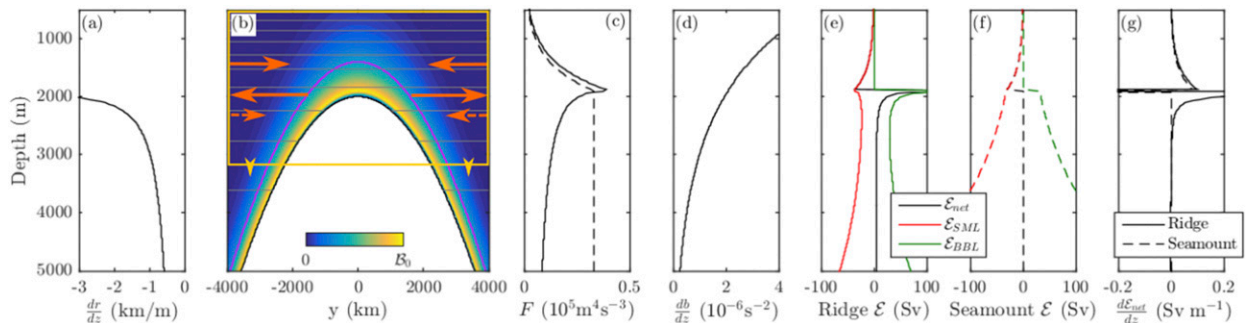 (a)
(b)
(c)
(d)
(e)
(f)
(g)
Depth (m)
1000
2000
3000
4000
5000
-3 -2 -1 0
dr/dz (km/m)
0 B₀
-4000 -2000 0 2000 4000
y (km)
0 0.5
F (10⁵m⁴s⁻³)
0 2 4
db/dz (10⁻⁶s⁻²)
-100 0 100
Ridge ℰ (Sv)
ℰnet
ℰSML
ℰBBL
-100 0 100
Seamount ℰ (Sv)
Ridge
Seamount
-0.2 0 0.2
dℰnet/dz (Sv m⁻¹)